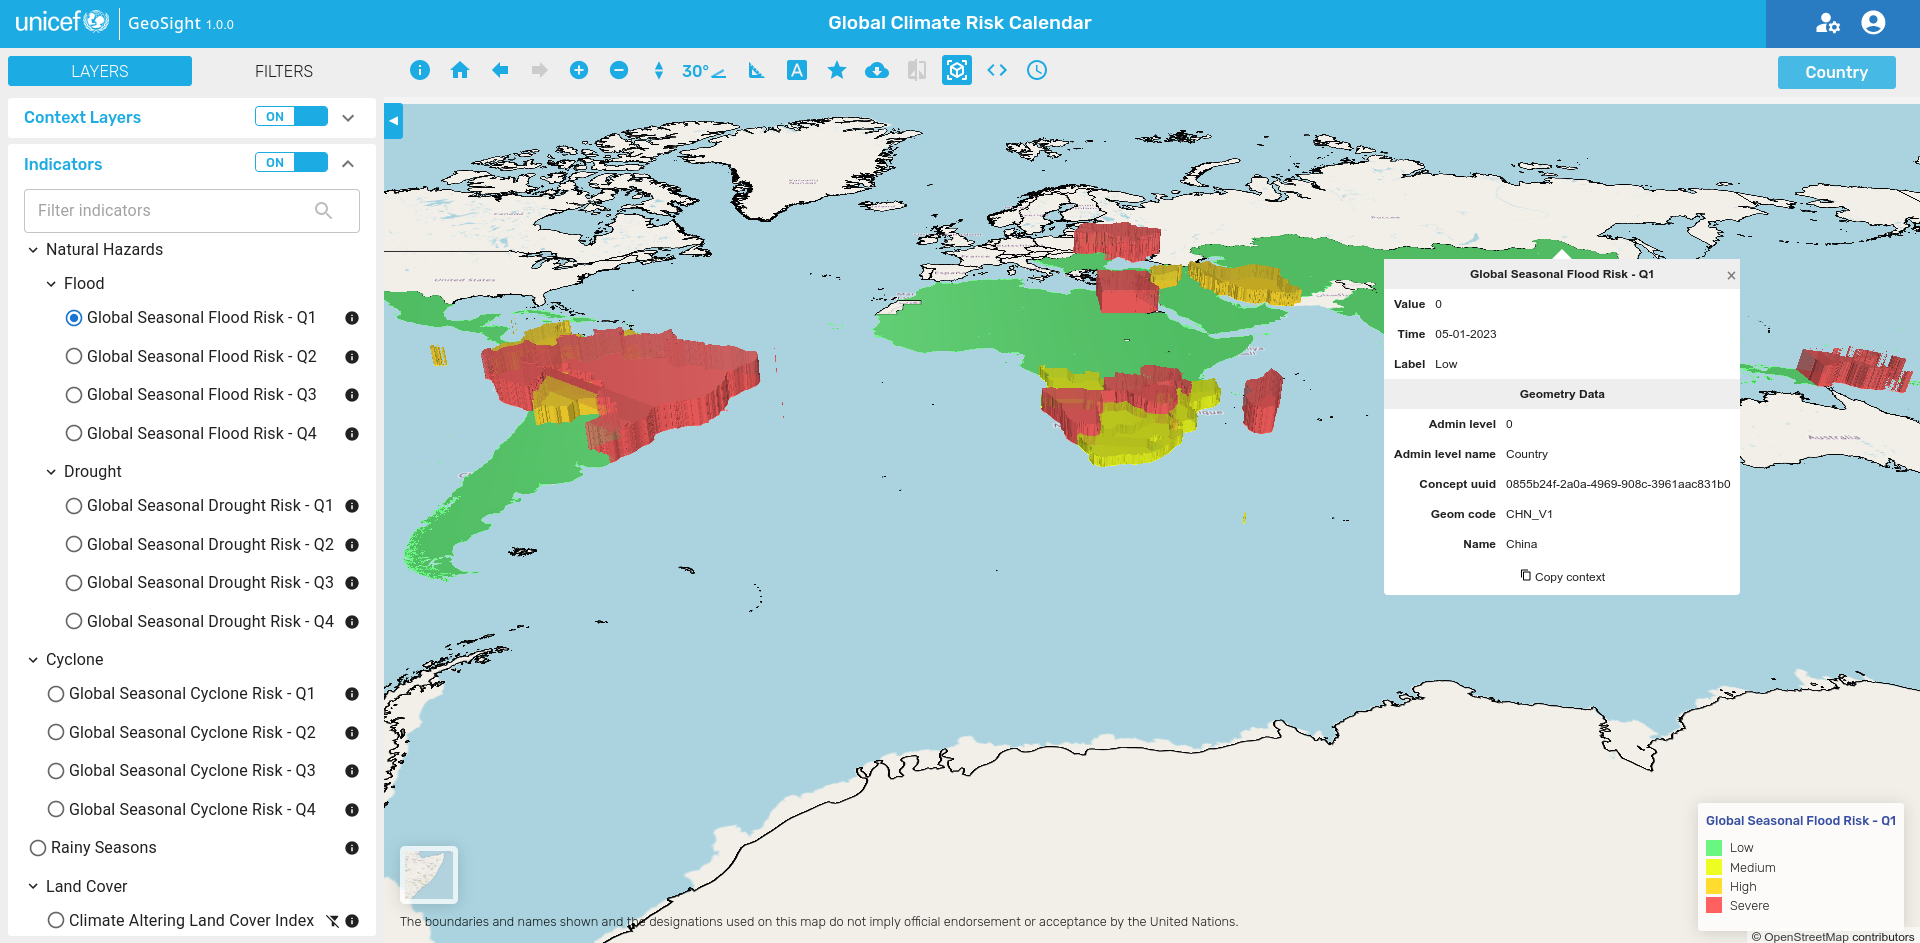 unicef GeoSight 1.0.0
Global Climate Risk Calendar
LAYERS
FILTERS
30°
A
Country
Context Layers
ON
Indicators
ON
Filter indicators
Natural Hazards
Flood
Global Seasonal Flood Risk - Q1
Global Seasonal Flood Risk - Q2
Global Seasonal Flood Risk - Q3
Global Seasonal Flood Risk - Q4
Drought
Global Seasonal Drought Risk - Q1
Global Seasonal Drought Risk - Q2
Global Seasonal Drought Risk - Q3
Global Seasonal Drought Risk - Q4
Cyclone
Global Seasonal Cyclone Risk - Q1
Global Seasonal Cyclone Risk - Q2
Global Seasonal Cyclone Risk - Q3
Global Seasonal Cyclone Risk - Q4
Rainy Seasons
Land Cover
Climate Altering Land Cover Index
United States
Australia
Global Seasonal Flood Risk - Q1
×
Value 0
Time 05-01-2023
Label Low
Geometry Data
Admin level 0
Admin level name Country
Concept uuid 0855b24f-2a0a-4969-908c-3961aac831b0
Geom code CHN_V1
Name China
Copy context
Global Seasonal Flood Risk - Q1
Low
Medium
High
Severe
The boundaries and names shown and the designations used on this map do not imply official endorsement or acceptance by the United Nations.
© OpenStreetMap contributors